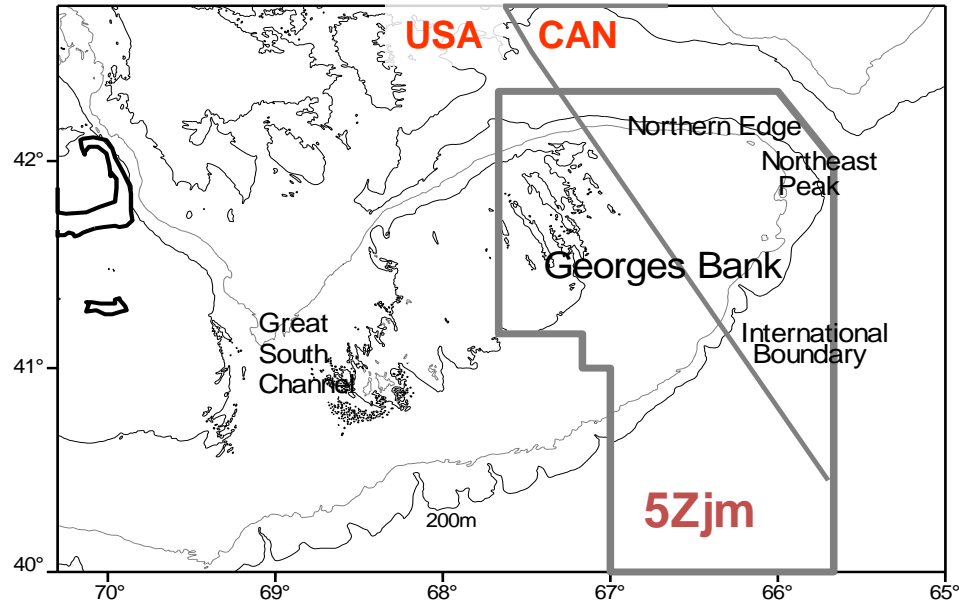 USA CAN
Northern Edge
42°
Northeast
Peak
Georges Bank
Great
South
Channel
International
Boundary
41°
5Zjm
200m
40°
70° 69° 68° 67° 66° 65°